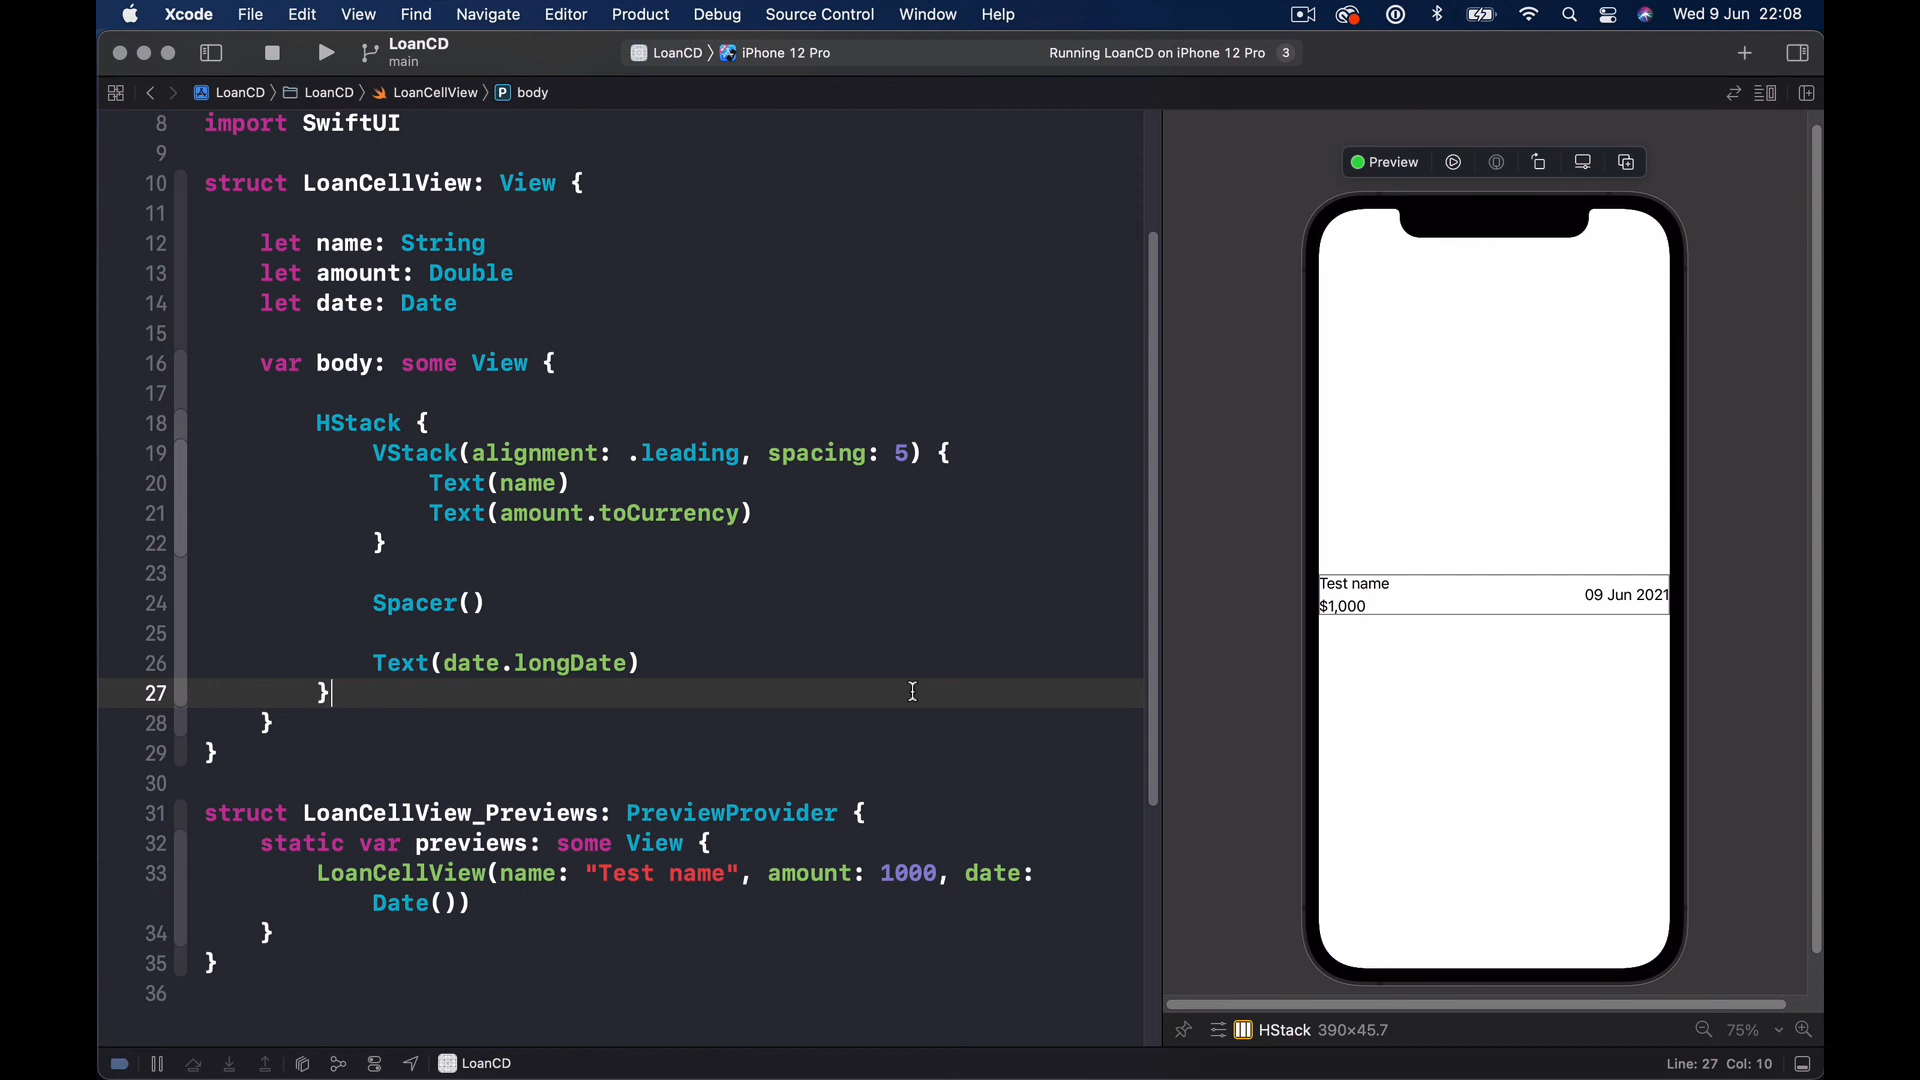 Xcode File Edit View Find Navigate Editor Product Debug Source Control Window Help Wed 9 Jun 22:08
LoanCD
main
LoanCD 〉 iPhone 12 Pro Running LoanCD on iPhone 12 Pro 3
LoanCD 〉 LoanCD 〉 LoanCellView 〉 P body
8 import SwiftUI
9
10 struct LoanCellView: View {
11
12 let name: String
13 let amount: Double
14 let date: Date
15
16 var body: some View {
17
18 HStack {
19 VStack(alignment: .leading, spacing: 5) {
20 Text(name)
21 Text(amount.toCurrency)
22 }
23
24 Spacer()
25
26 Text(date.longDate)
27 }
28 }
29 }
30
31 struct LoanCellView_Previews: PreviewProvider {
32 static var previews: some View {
33 LoanCellView(name: "Test name", amount: 1000, date:
Date())
34 }
35 }
36
Preview
Test name
$1,000
09 Jun 2021
HStack 390×45.7 75%
LoanCD Line: 27 Col: 10